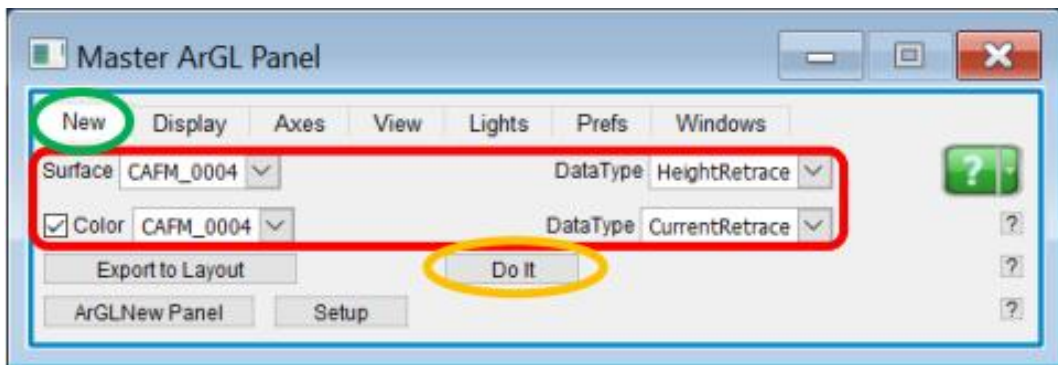 Master ArGL Panel
New Display Axes View Lights Prefs Windows
Surface CAFM_0004 DataType HeightRetrace ?
Color CAFM_0004 DataType CurrentRetrace ?
Export to Layout Do It ?
ArGLNew Panel Setup ?